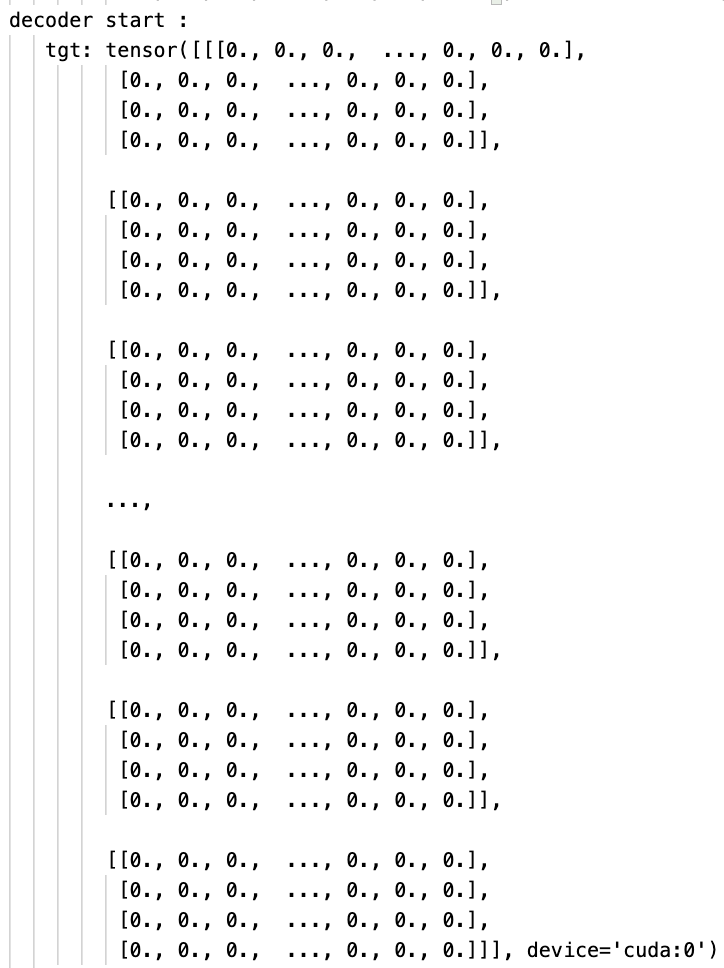 decoder start :
tgt: tensor([[[0., 0., 0.,  ..., 0., 0., 0.],
[0., 0., 0.,  ..., 0., 0., 0.],
[0., 0., 0.,  ..., 0., 0., 0.],
[0., 0., 0.,  ..., 0., 0., 0.]],
[[0., 0., 0.,  ..., 0., 0., 0.],
[0., 0., 0.,  ..., 0., 0., 0.],
[0., 0., 0.,  ..., 0., 0., 0.],
[0., 0., 0.,  ..., 0., 0., 0.]],
[[0., 0., 0.,  ..., 0., 0., 0.],
[0., 0., 0.,  ..., 0., 0., 0.],
[0., 0., 0.,  ..., 0., 0., 0.],
[0., 0., 0.,  ..., 0., 0., 0.]],
...,
[[0., 0., 0.,  ..., 0., 0., 0.],
[0., 0., 0.,  ..., 0., 0., 0.],
[0., 0., 0.,  ..., 0., 0., 0.],
[0., 0., 0.,  ..., 0., 0., 0.]],
[[0., 0., 0.,  ..., 0., 0., 0.],
[0., 0., 0.,  ..., 0., 0., 0.],
[0., 0., 0.,  ..., 0., 0., 0.],
[0., 0., 0.,  ..., 0., 0., 0.]],
[[0., 0., 0.,  ..., 0., 0., 0.],
[0., 0., 0.,  ..., 0., 0., 0.],
[0., 0., 0.,  ..., 0., 0., 0.],
[0., 0., 0.,  ..., 0., 0., 0.]]], device='cuda:0')